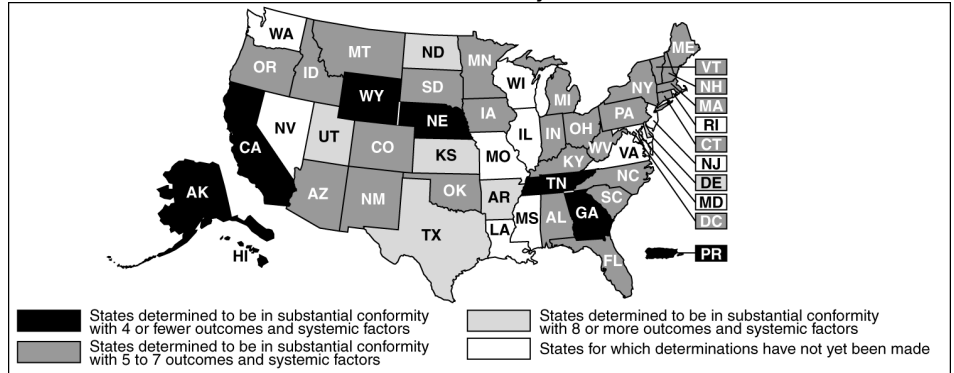 WA
MT
ND
MN
ME
OR
ID
SD
WI
MI
NY
VT
NH
WY
NE
IA
PA
MA
NV
UT
CO
KS
MO
IL
IN
OH
WV
VA
RI
CT
CA
KY
NJ
AZ
NM
OK
AR
TN
NC
DE
SC
MD
AK
TX
LA
MS
AL
GA
DC
HI
FL
PR
States determined to be in substantial conformity
with 4 or fewer outcomes and systemic factors
States determined to be in substantial conformity
with 5 to 7 outcomes and systemic factors
States determined to be in substantial conformity
with 8 or more outcomes and systemic factors
States for which determinations have not yet been made